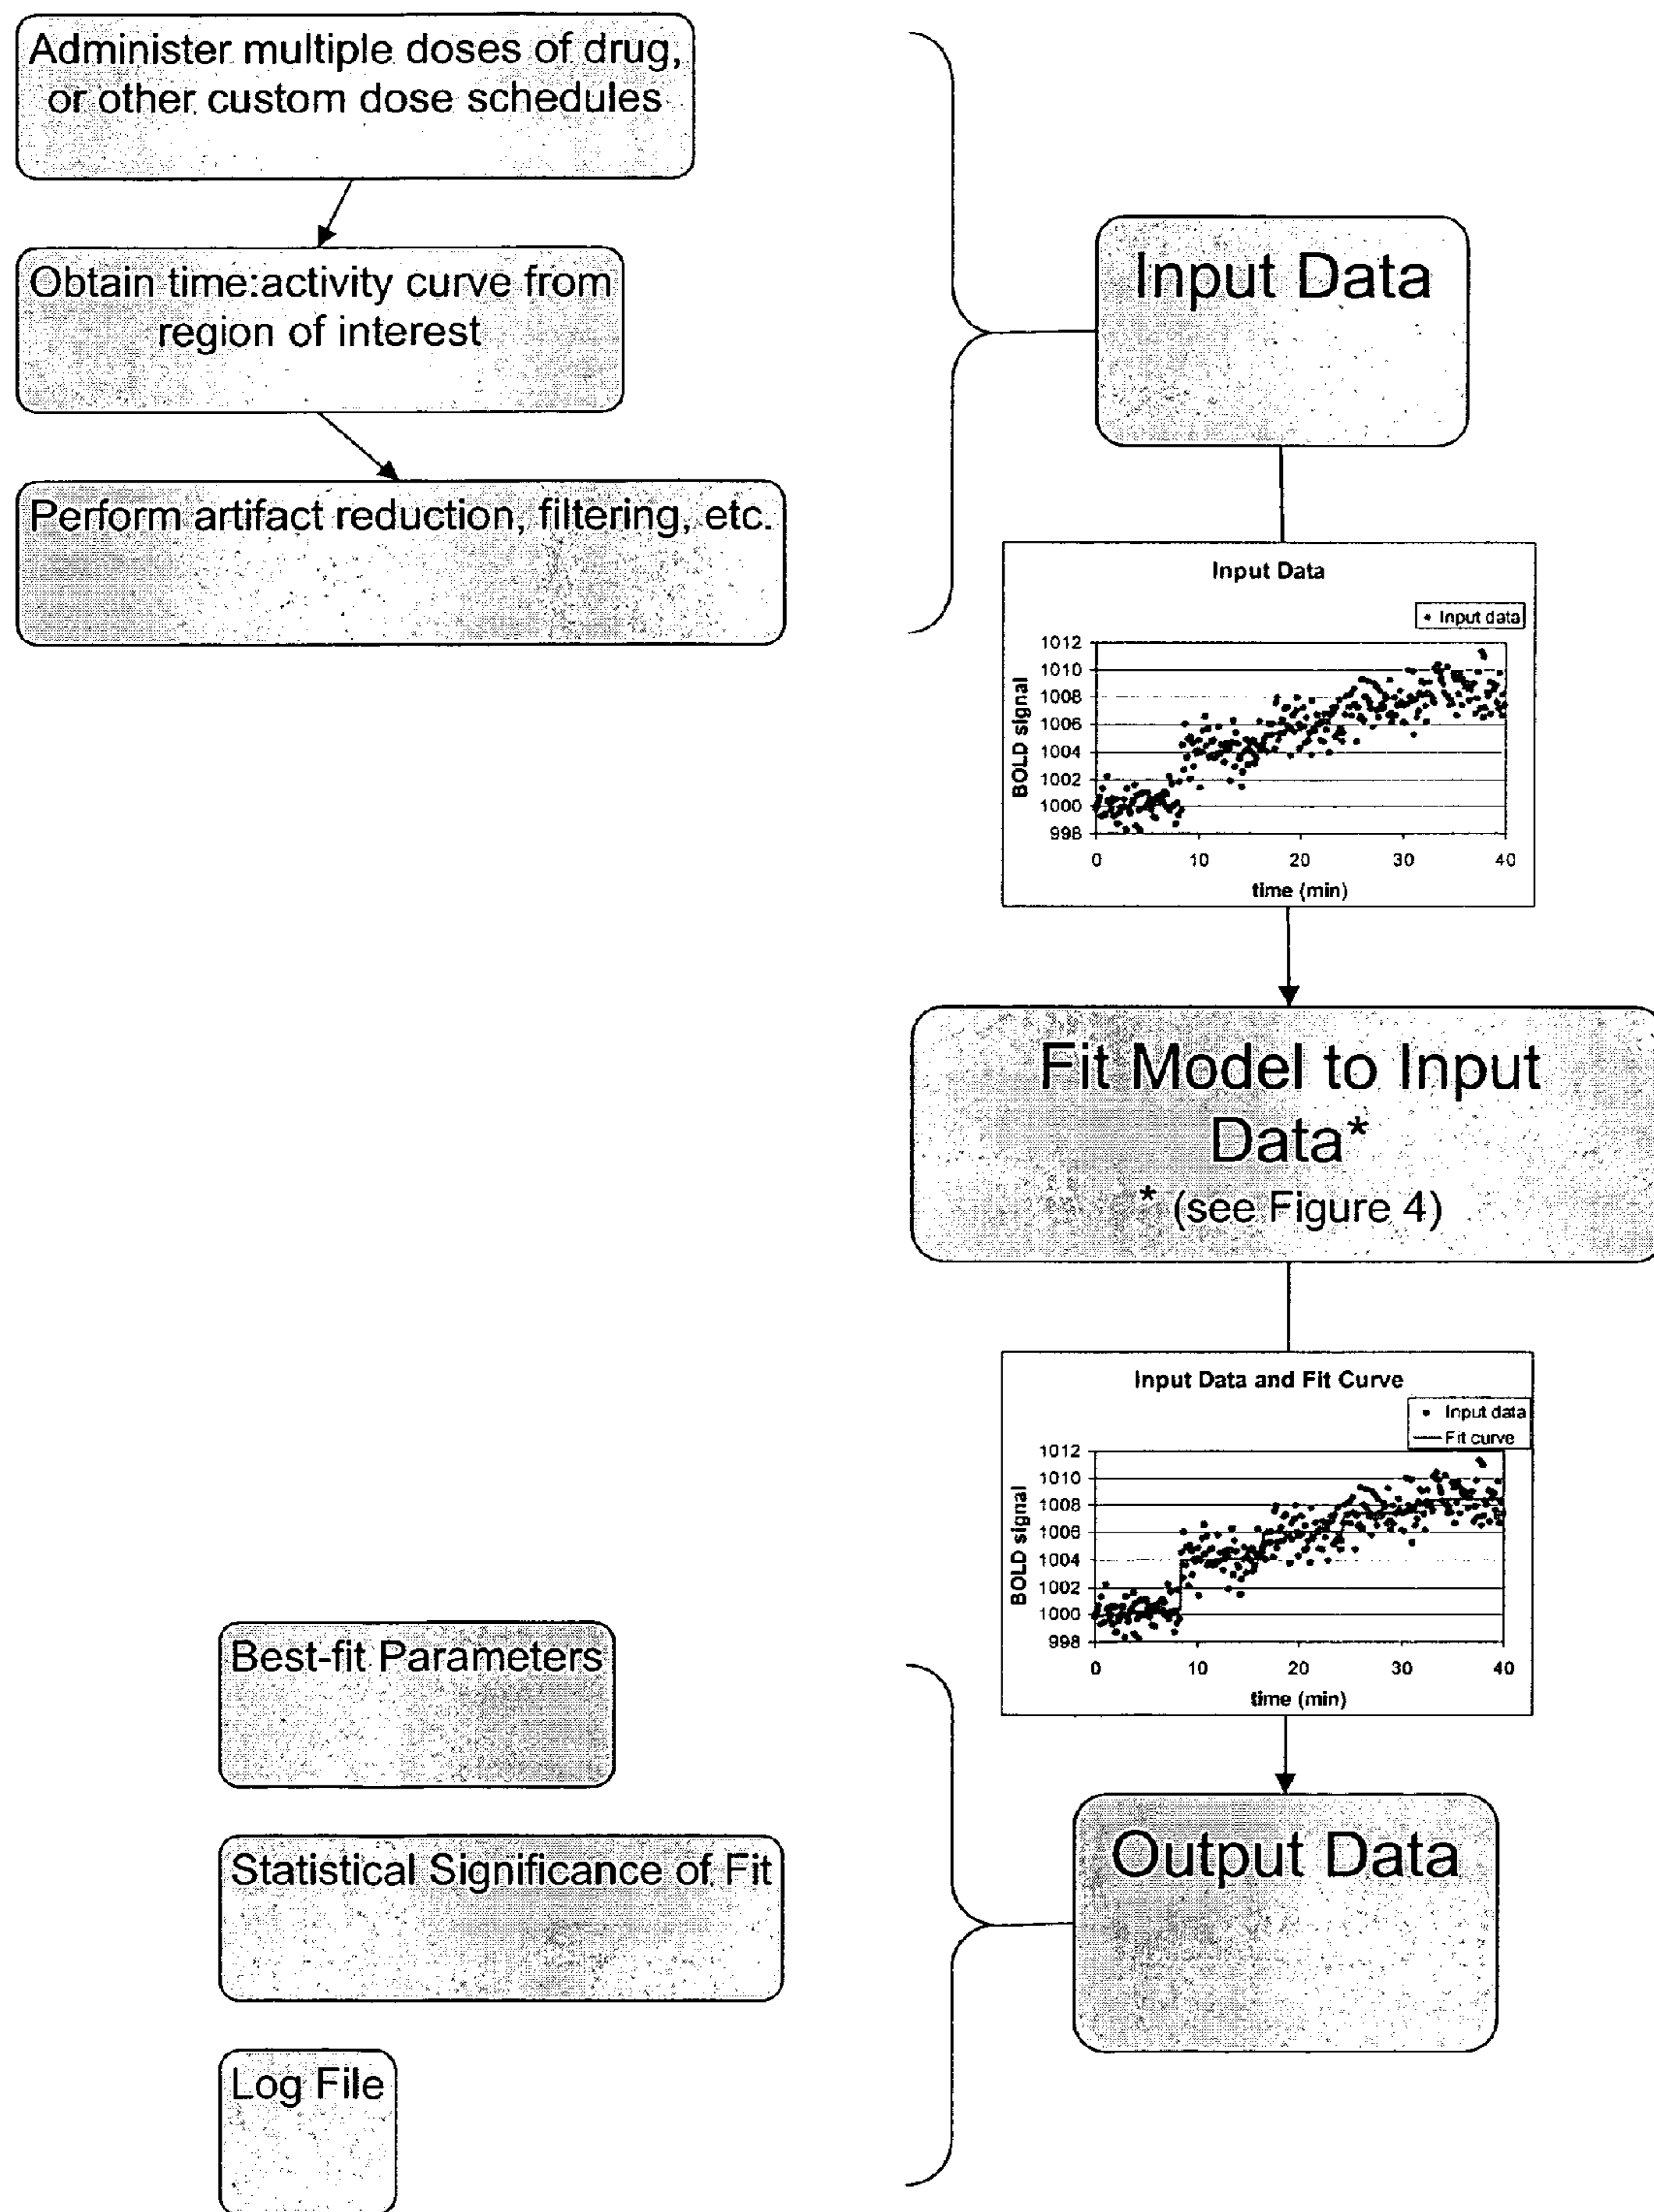 Administer multiple doses of drug,
or other custom dose schedules
Obtain time:activity curve from
region of interest
Perform artifact reduction, filtering, etc.
Input Data
Input Data
Input data
BOLD signal
1012
1010
1008
1006
1004
1002
1000
998
0 10 20 30 40
time (min)
Fit Model to Input
Data*
* (see Figure 4)
Input Data and Fit Curve
Input data
Fit curve
BOLD signal
1012
1010
1008
1006
1004
1002
1000
998
0 10 20 30 40
time (min)
Best-fit Parameters
Statistical Significance of Fit
Log File
Output Data